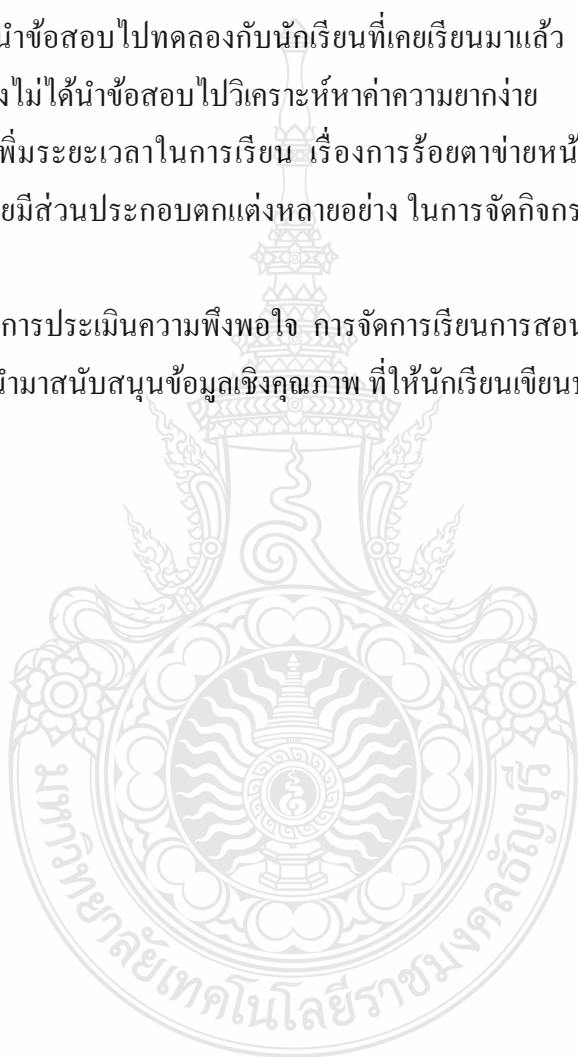 นำข้อสอบไปทดลองกับนักเรียนที่เคยเรียนมาแล้ว
งไม่ได้นำข้อสอบไปวิเคราะห์หาค่าความยากง่าย
พิ่มระยะเวลาในการเรียน เรื่องการร้อยตาข่ายหน้
ยมีส่วนประกอบตกแต่งหลายอย่าง ในการจัดกิจกร
การประเมินความพึงพอใจ การจัดการเรียนการสอน
นำมาสนับสนุนข้อมูลเชิงคุณภาพ ที่ให้นักเรียนเขียนบ
มหาวิทยาลัยเทคโนโลยีราชมงคลธัญบุรี